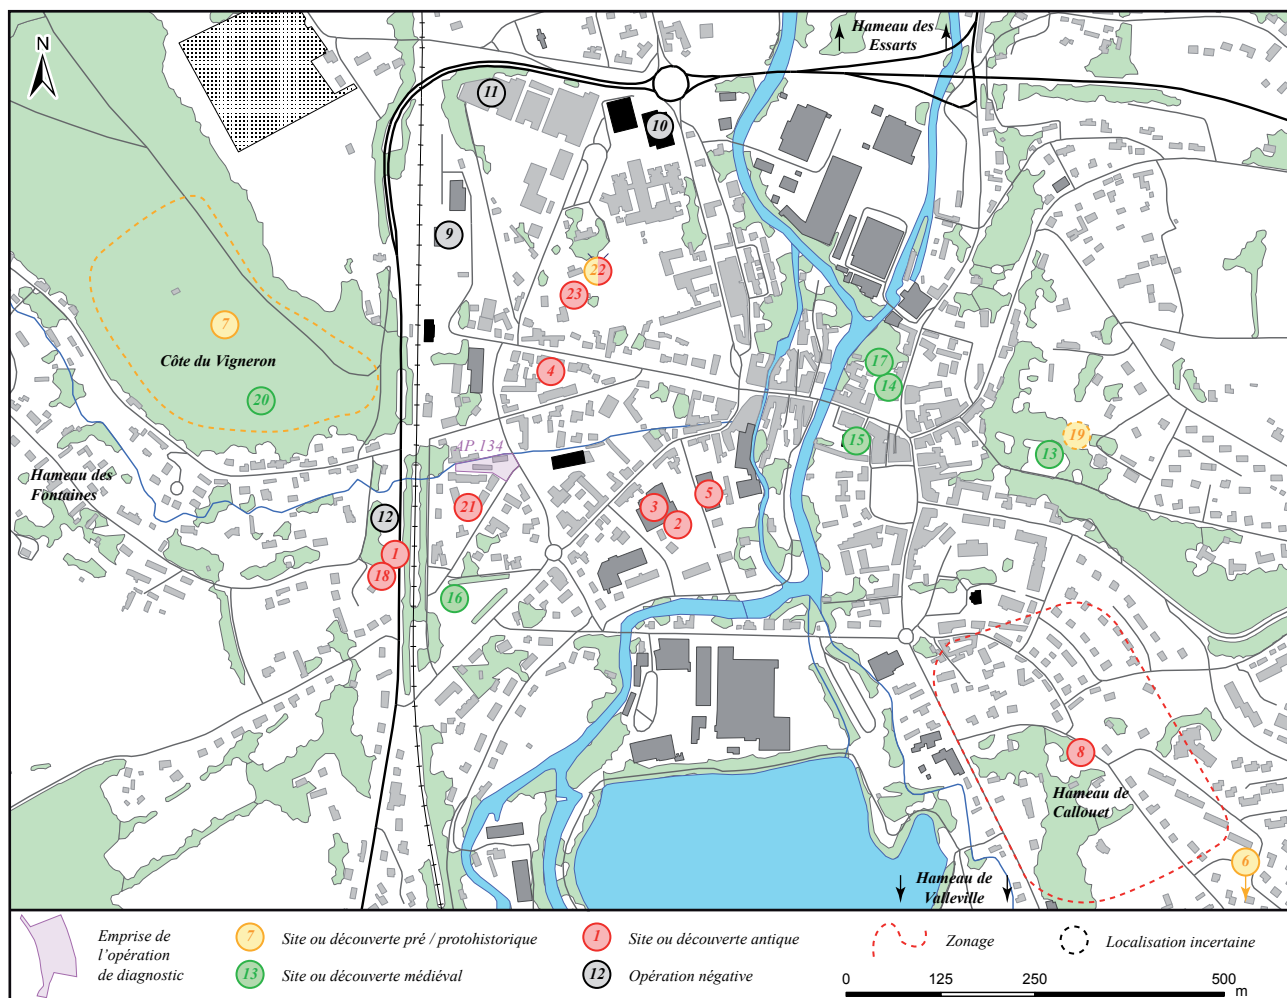 Hameau des
Essarts
N
11
10
9
22
23
7
Côte du Vigneron
4
17
14
20
AP 134
15
19
13
Hameau des
Fontaines
21
3
5
2
12
1
18
16
8
Hameau de
Callouet
6
Hameau de
Valleville
Emprise de
l'opération
de diagnostic
7 Site ou découverte pré / protohistorique
13 Site ou découverte médiéval
1 Site ou découverte antique
12 Opération négative
Zonage
Localisation incertaine
0 125 250 500
m